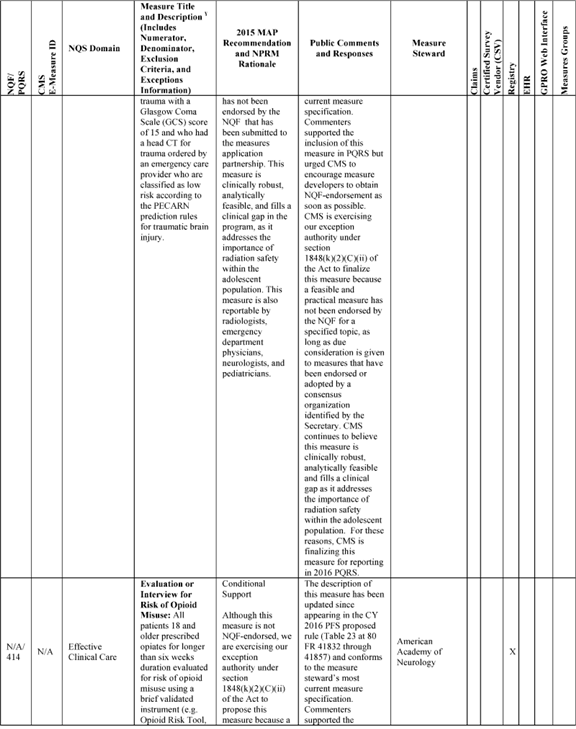 NQF/
PQRS
CMS
E-Measure ID
NQS Domain
Measure Title
and Description ¥
(Includes
Numerator,
Denominator,
Exclusion
Criteria, and
Exceptions
Information)
2015 MAP
Recommendation
and NPRM
Rationale
Public Comments
and Responses
Measure
Steward
Claims
Certified Survey
Vendor (CSV)
Registry
EHR
GPRO Web Interface
Measures Groups
trauma with a
Glasgow Coma
Scale (GCS) score
of 15 and who had
a head CT for
trauma ordered by
an emergency care
provider who are
classified as low
risk according to
the PECARN
prediction rules
for traumatic brain
injury.
has not been
endorsed by the
NQF that has
been submitted to
the measures
application
partnership. This
measure is
clinically robust,
analytically
feasible, and fills a
clinical gap in the
program, as it
addresses the
importance of
radiation safety
within the
adolescent
population. This
measure is also
reportable by
radiologists,
emergency
department
physicians,
neurologists, and
pediatricians.
current measure
specification.
Commenters
supported the
inclusion of this
measure in PQRS but
urged CMS to
encourage measure
developers to obtain
NQF-endorsement as
soon as possible.
CMS is exercising
our exception
authority under
section
1848(k)(2)(C)(ii) of
the Act to finalize
this measure because
a feasible and
practical measure has
not been endorsed by
the NQF for a
specified topic, as
long as due
consideration is given
to measures that have
been endorsed or
adopted by a
consensus
organization
identified by the
Secretary. CMS
continues to believe
this measure is
clinically robust,
analytically feasible
and fills a clinical
gap as it addresses
the importance of
radiation safety
within the adolescent
population. For these
reasons, CMS is
finalizing this
measure for reporting
in 2016 PQRS.
N/A/
414
N/A
Effective
Clinical Care
Evaluation or
Interview for
Risk of Opioid
Misuse: All
patients 18 and
older prescribed
opiates for longer
than six weeks
duration evaluated
for risk of opioid
misuse using a
brief validated
instrument (e.g.
Opioid Risk Tool,
Conditional
Support
Although this
measure is not
NQF-endorsed, we
are exercising our
exception
authority under
section
1848(k)(2)(C)(ii)
of the Act to
propose this
measure because a
The description of
this measure has been
updated since
appearing in the CY
2016 PFS proposed
rule (Table 23 at 80
FR 41832 through
41857) and conforms
to the measure
steward's most
current measure
specification.
Commenters
supported the
American
Academy of
Neurology
X